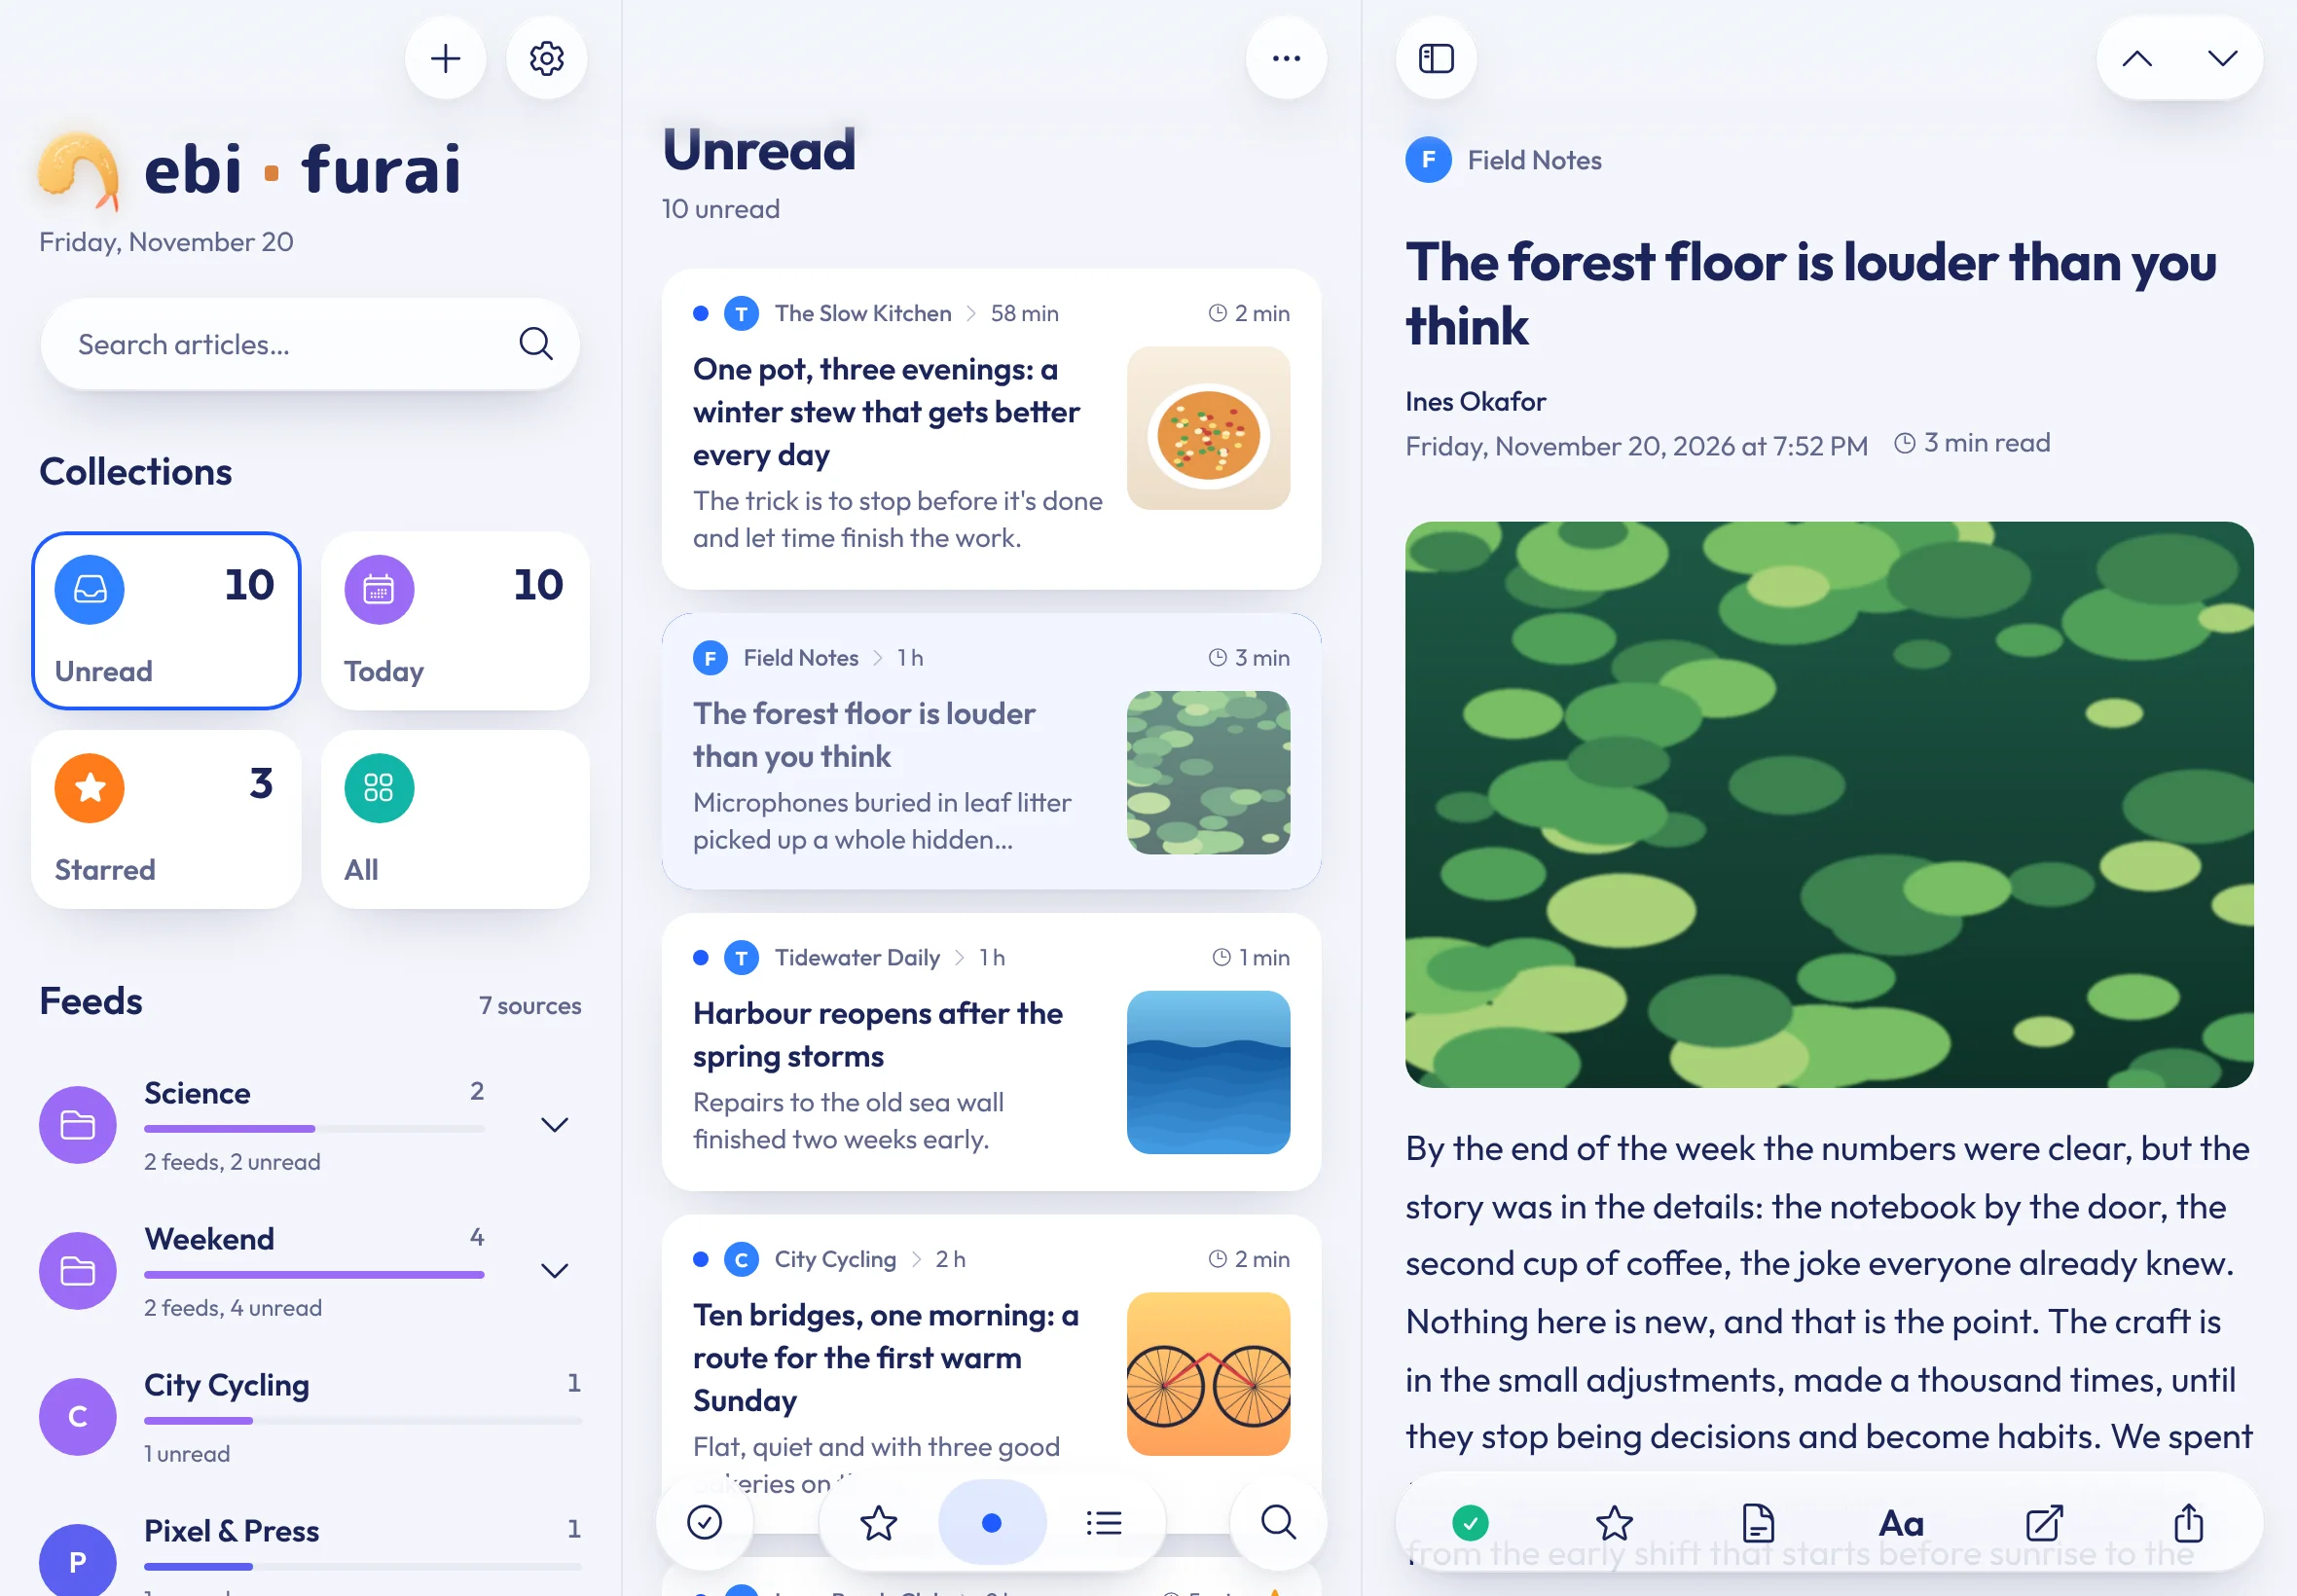 ebi · furai
Friday, November 20
Search articles...
Collections
10
Unread
10
Today
3
Starred
All
Feeds
7 sources
Science
2
2 feeds, 2 unread
Weekend
4
2 feeds, 4 unread
C
City Cycling
1
1 unread
P
Pixel & Press
1
Unread
10 unread
T The Slow Kitchen > 58 min 2 min
One pot, three evenings: a
winter stew that gets better
every day
The trick is to stop before it's done
and let time finish the work.
F Field Notes > 1 h 3 min
The forest floor is louder
than you think
Microphones buried in leaf litter
picked up a whole hidden...
T Tidewater Daily > 1 h 1 min
Harbour reopens after the
spring storms
Repairs to the old sea wall
finished two weeks early.
C City Cycling > 2 h 2 min
Ten bridges, one morning: a
route for the first warm
Sunday
Flat, quiet and with three good
F Field Notes
The forest floor is louder than you
think
Ines Okafor
Friday, November 20, 2026 at 7:52 PM 3 min read
By the end of the week the numbers were clear, but the
story was in the details: the notebook by the door, the
second cup of coffee, the joke everyone already knew.
Nothing here is new, and that is the point. The craft is
in the small adjustments, made a thousand times, until
they stop being decisions and become habits. We spent
Aa
from the early shift that starts before sunrise to the